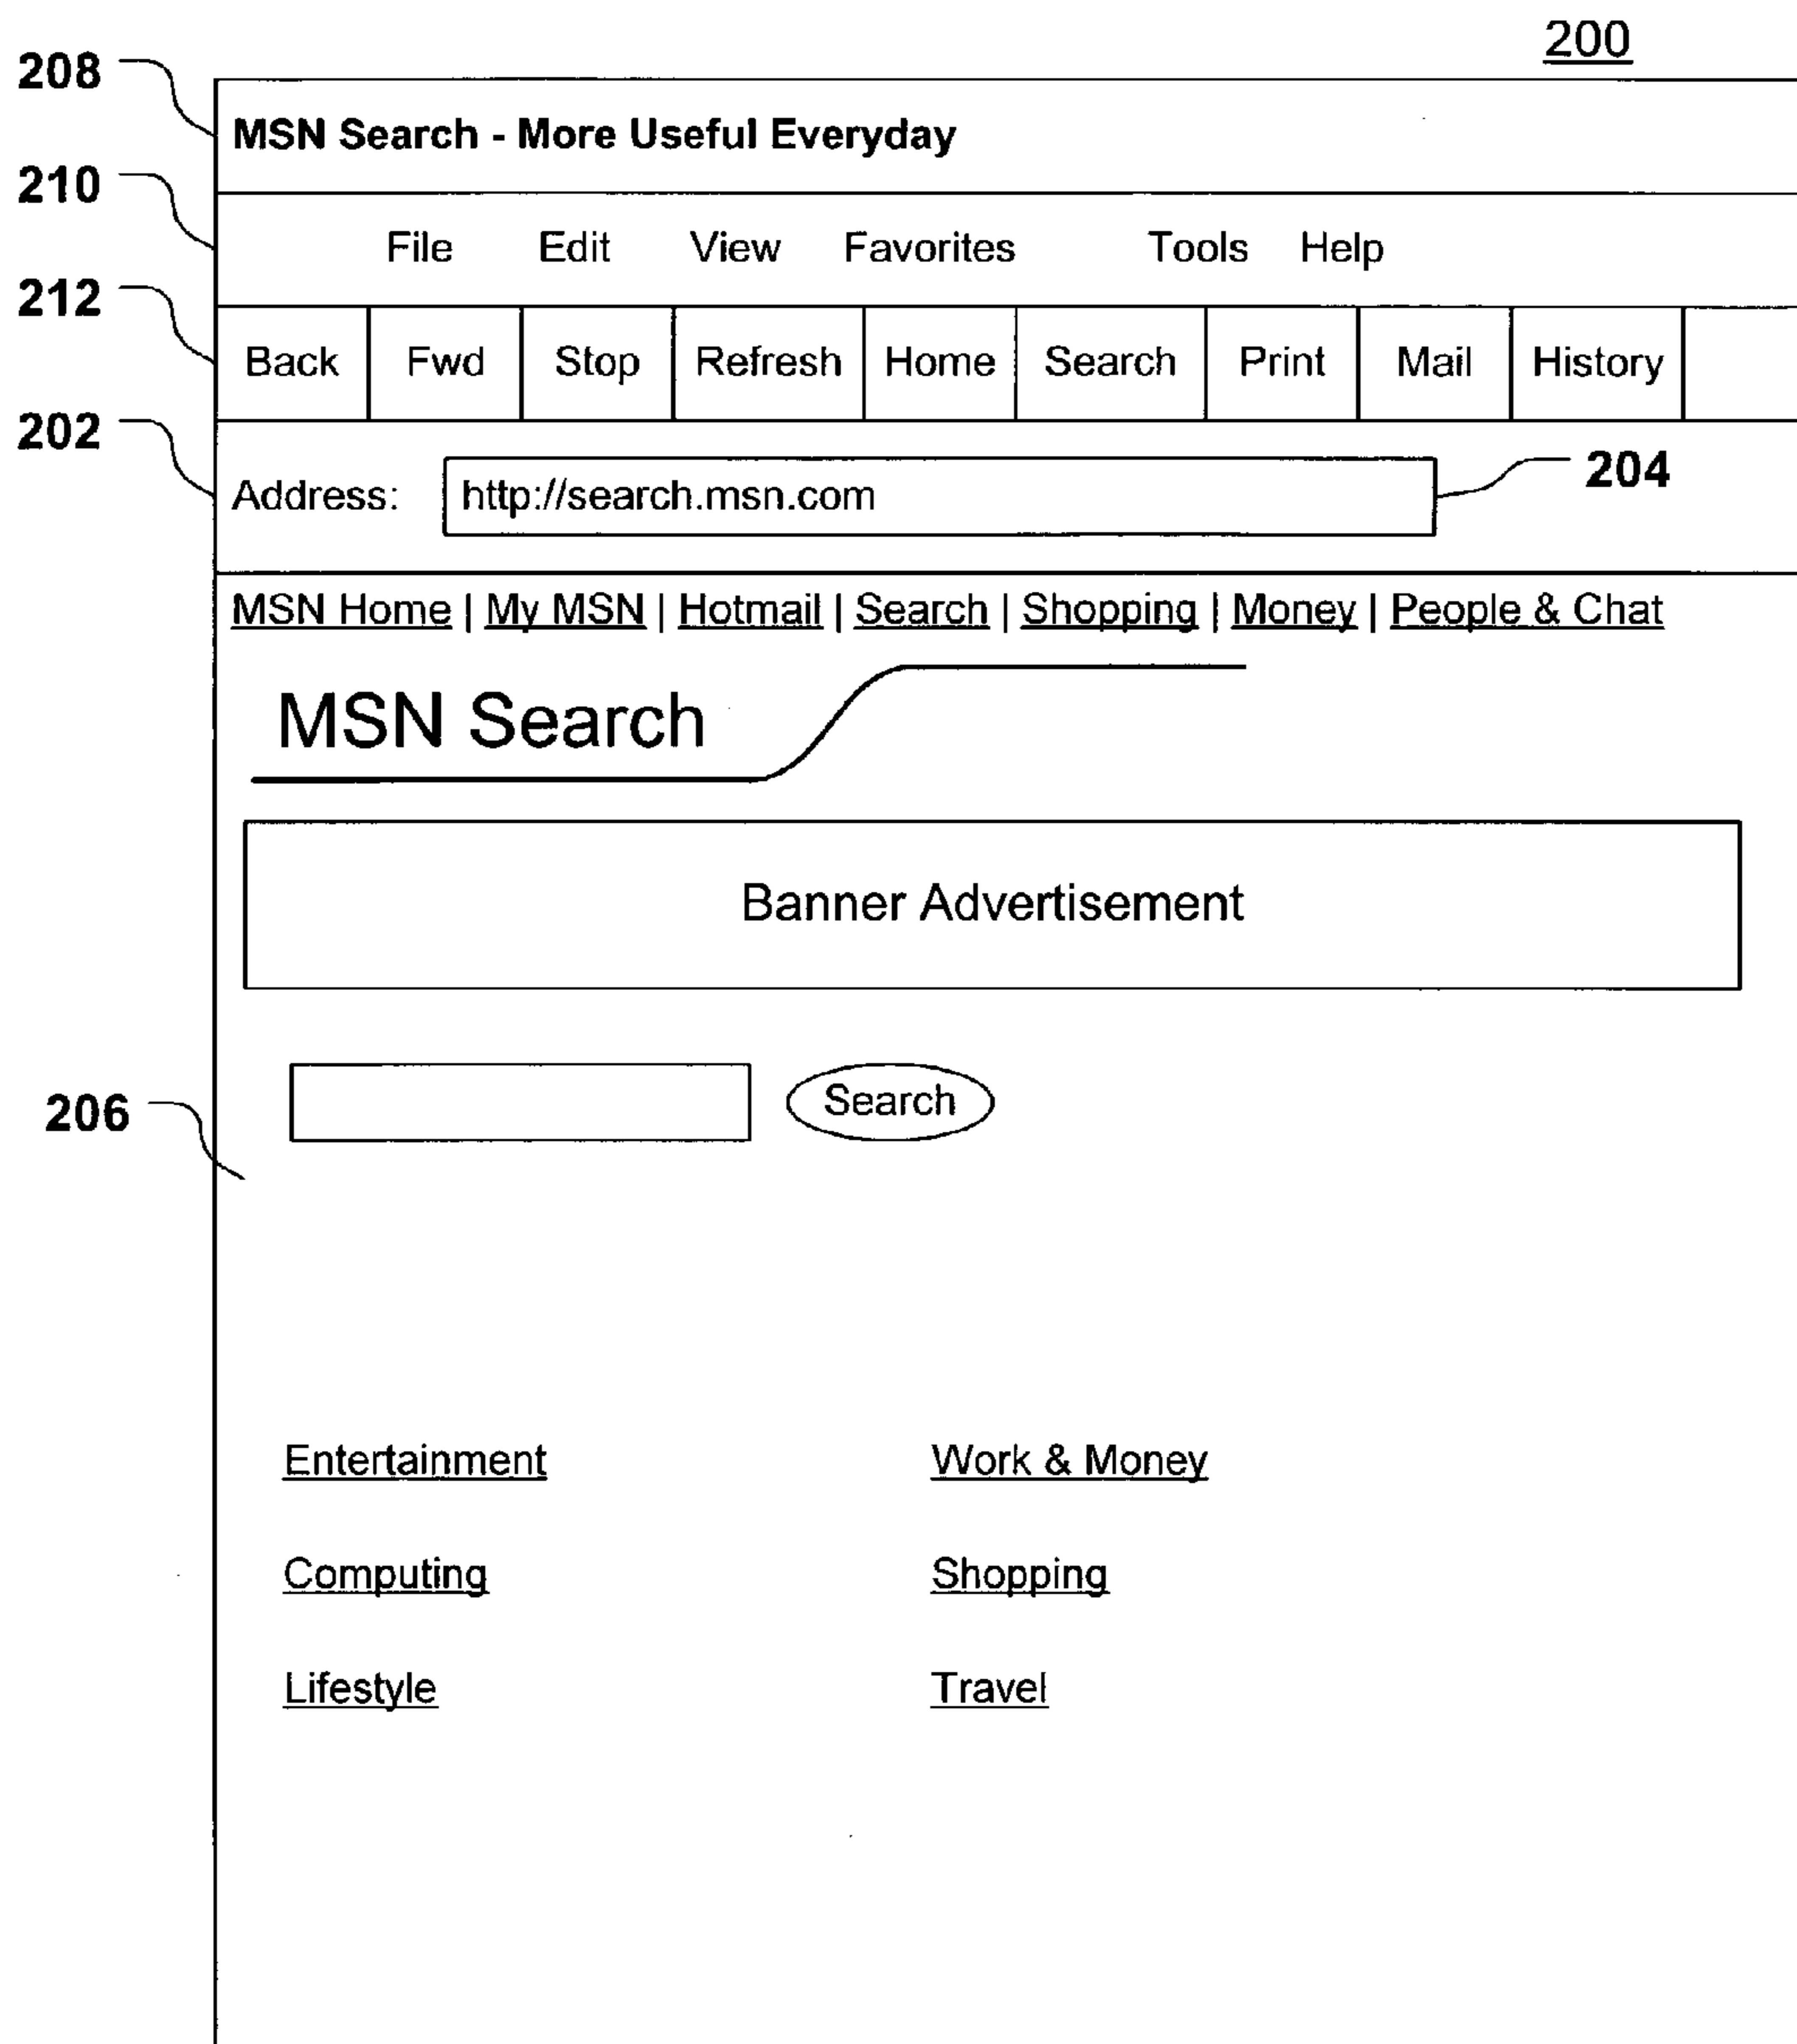 200
208
MSN Search - More Useful Everyday
210
File Edit View Favorites Tools Help
212
Back Fwd Stop Refresh Home Search Print Mail History
202
Address: http://search.msn.com 204
MSN Home | My MSN | Hotmail | Search | Shopping | Money | People & Chat
MSN Search
Banner Advertisement
Search
206
Entertainment Work & Money
Computing Shopping
Lifestyle Travel